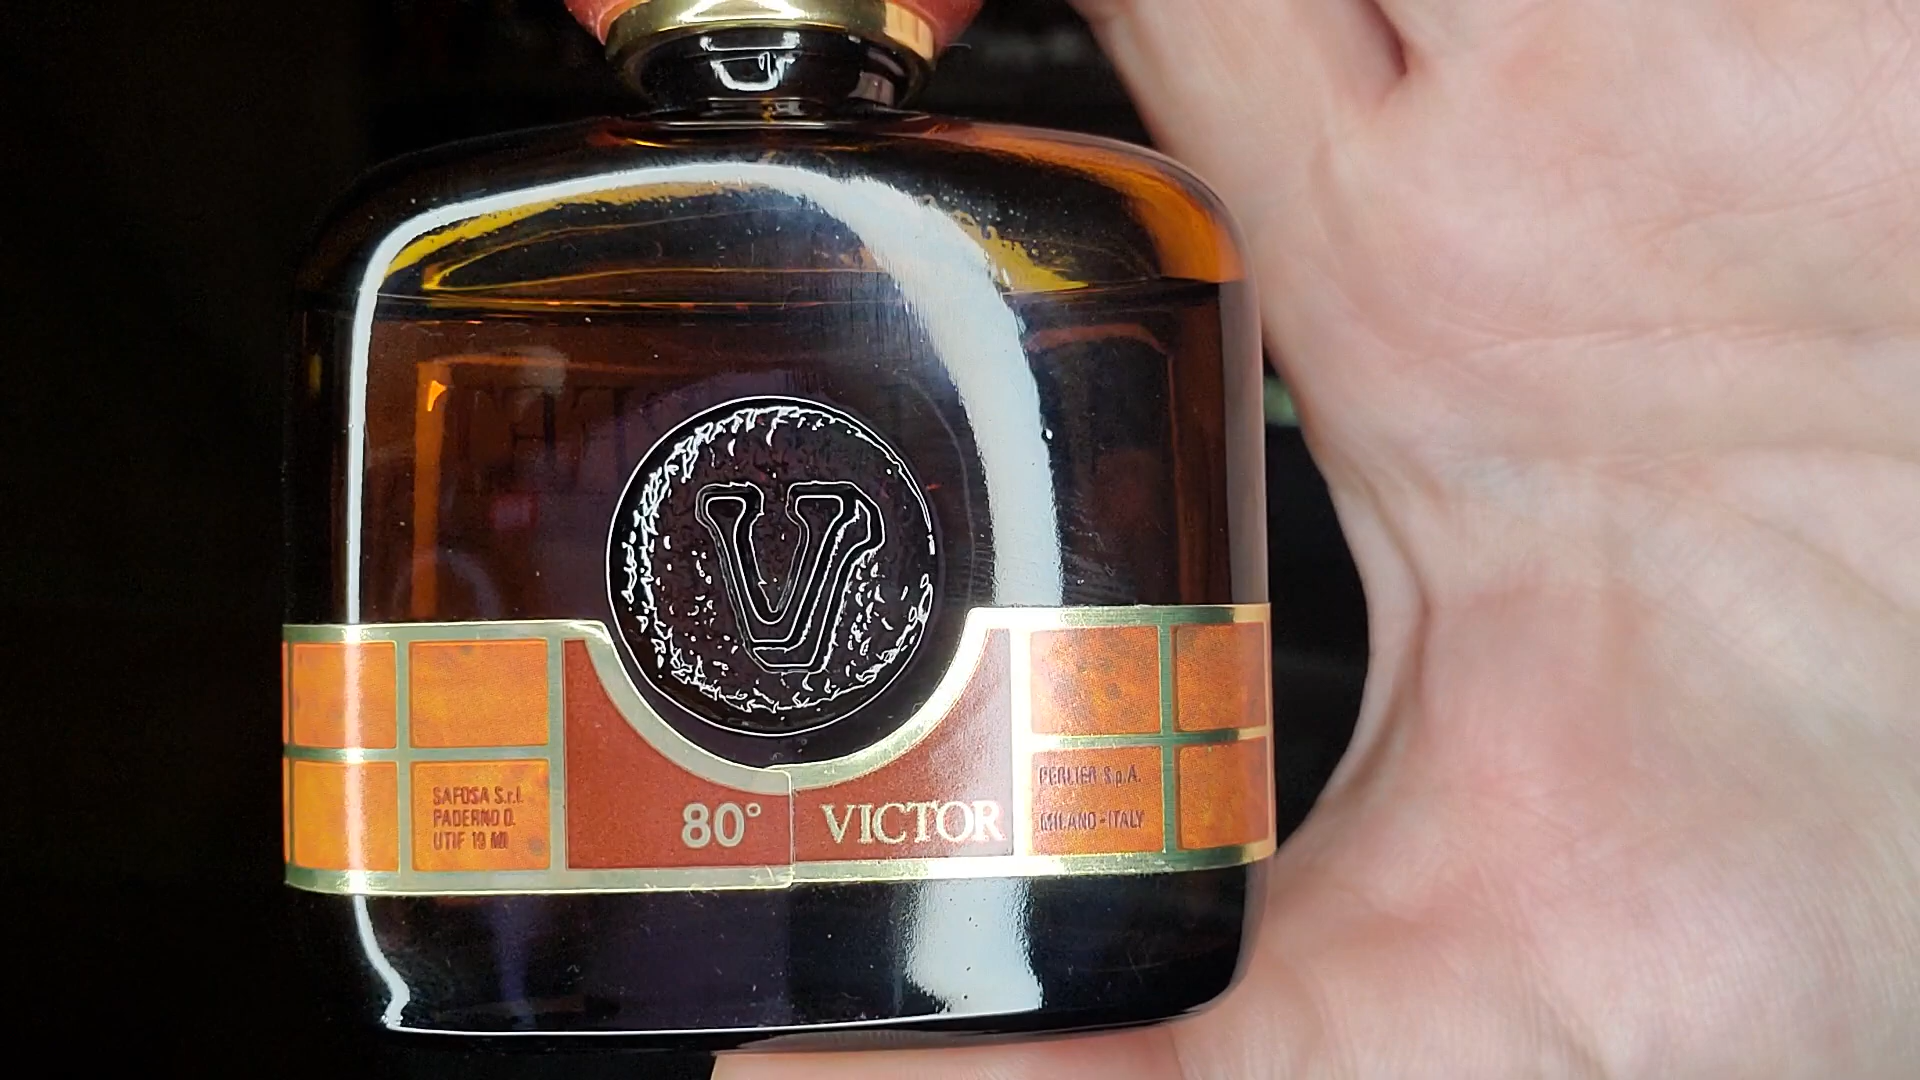 V
SAFOSA S.r.l.
PADERNO D.
UTIF 19 MI
80°
VICTOR
PERLIER S.p.A.
MILANO - ITALY